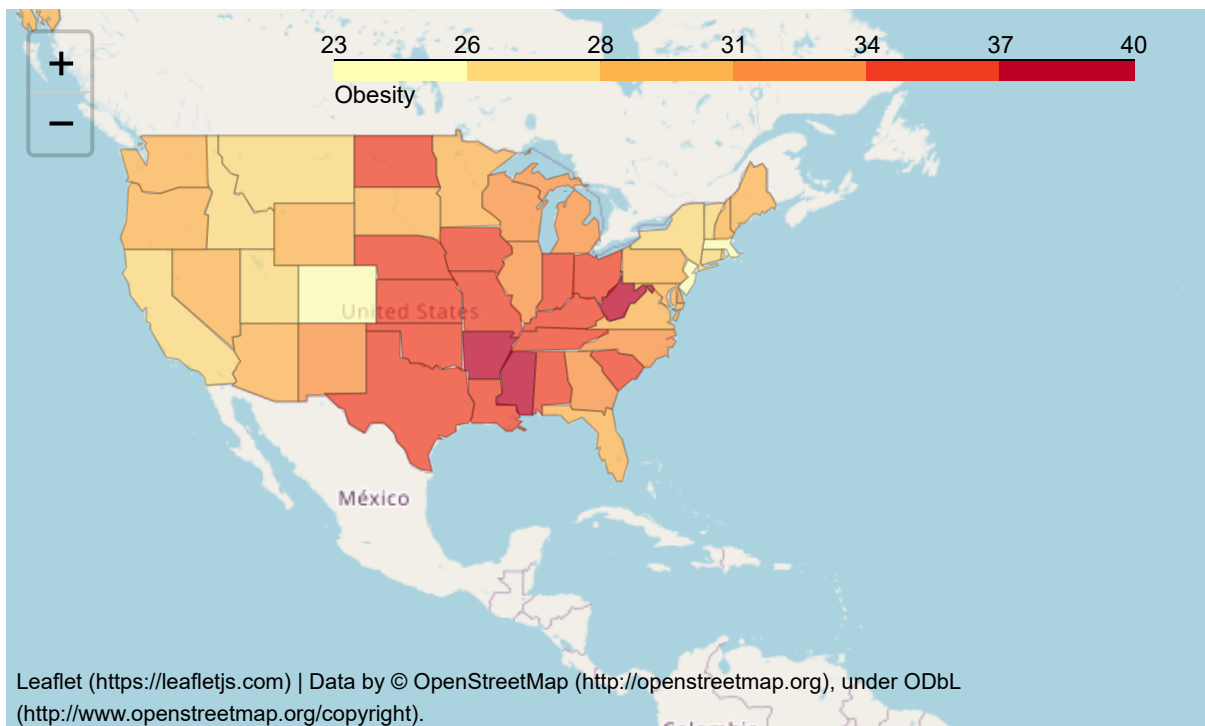 +
−
23 26 28 31 34 37 40
Obesity
United States
México
Leaflet (https://leafletjs.com) | Data by © OpenStreetMap (http://openstreetmap.org), under ODbL
(http://www.openstreetmap.org/copyright).